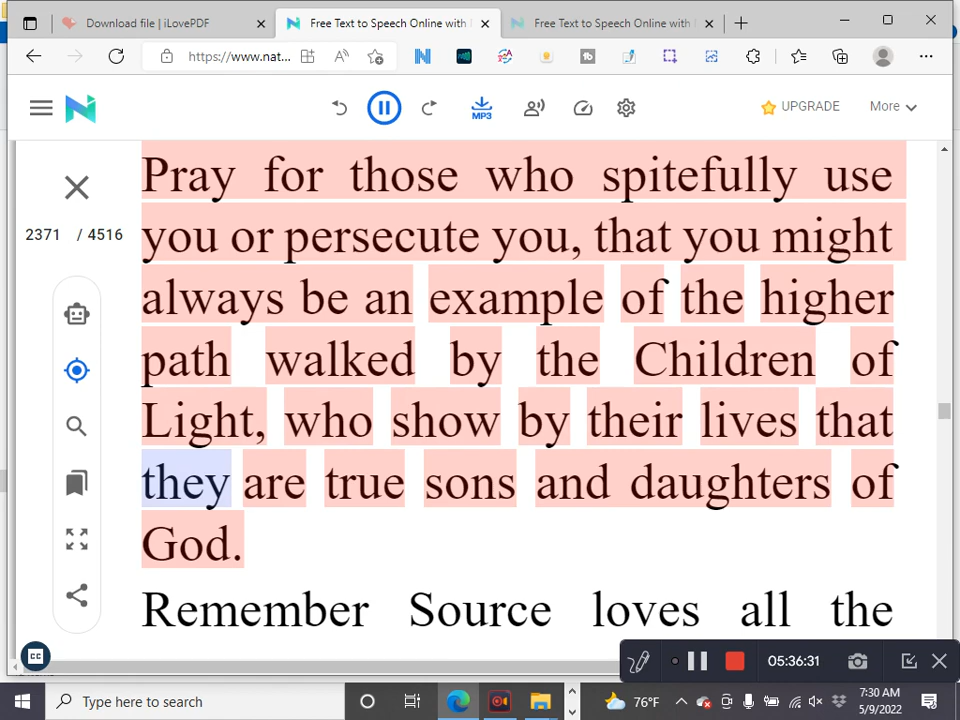 Download file | iLovePDF
Free Text to Speech Online with
Free Text to Speech Online with
https://www.nat...
MP3
UPGRADE
More
2371 / 4516
Pray for those who spitefully use
you or persecute you, that you might
always be an example of the higher
path walked by the Children of
Light, who show by their lives that
they are true sons and daughters of
God.
Remember Source loves all the
CC
05:36:31
Type here to search
76°F
7:30 AM
5/9/2022